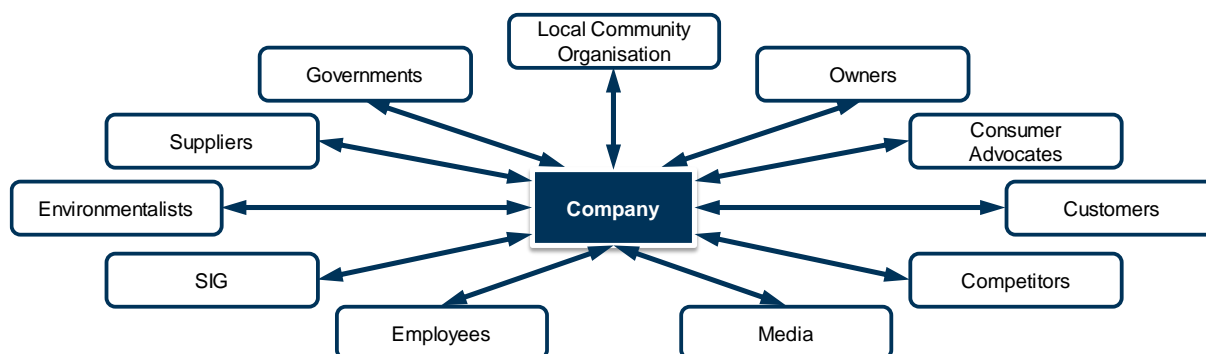 Local Community
Organisation
Governments
Owners
Suppliers
Consumer
Advocates
Environmentalists
Company
Customers
SIG
Competitors
Employees
Media